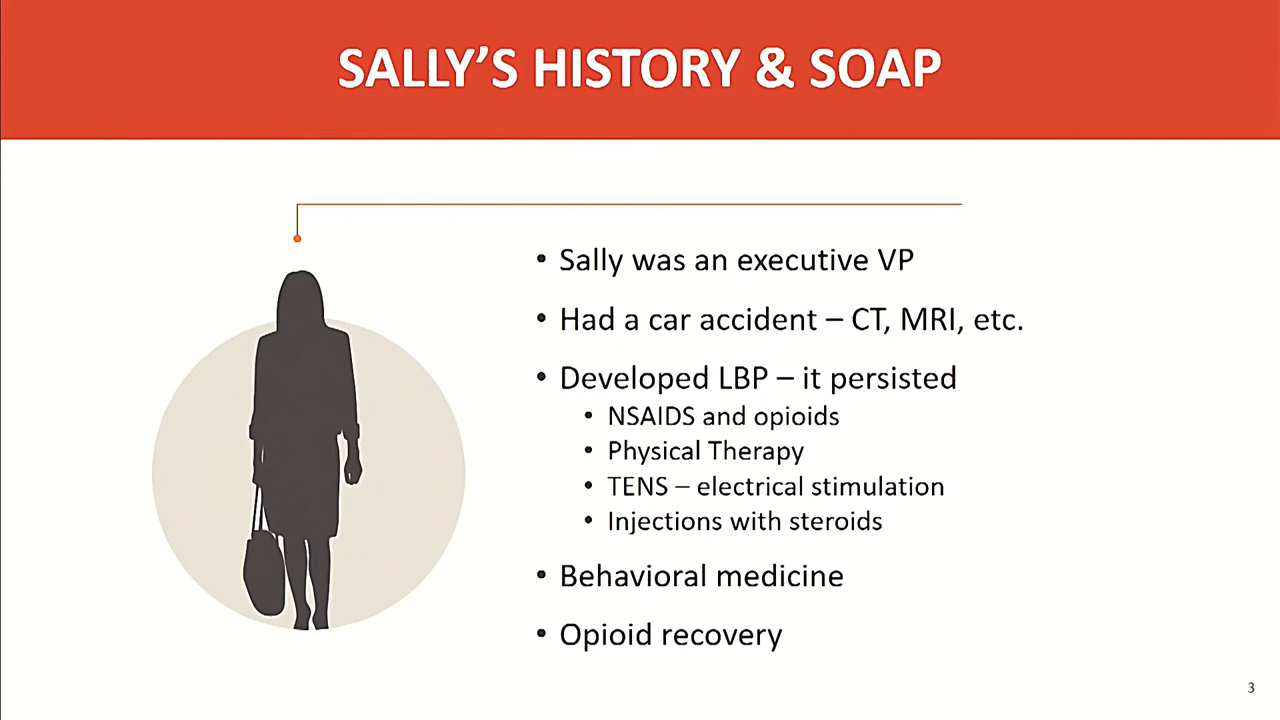 SALLY’S HISTORY & SOAP
• Sally was an executive VP
• Had a car accident – CT, MRI, etc.
• Developed LBP – it persisted
• NSAIDS and opioids
• Physical Therapy
• TENS – electrical stimulation
• Injections with steroids
• Behavioral medicine
• Opioid recovery
3